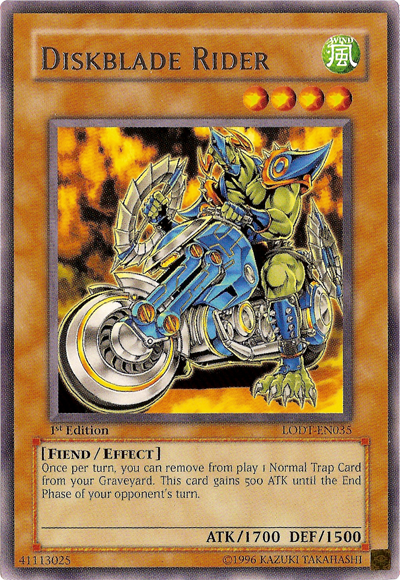 Diskblade Rider
WIND
風
1st Edition
LODT-EN035
[Fiend / Effect]
Once per turn, you can remove from play 1 Normal Trap Card
from your Graveyard. This card gains 500 ATK until the End
Phase of your opponent's turn.
ATK/1700 DEF/1500
41113025
©1996 KAZUKI TAKAHASHI